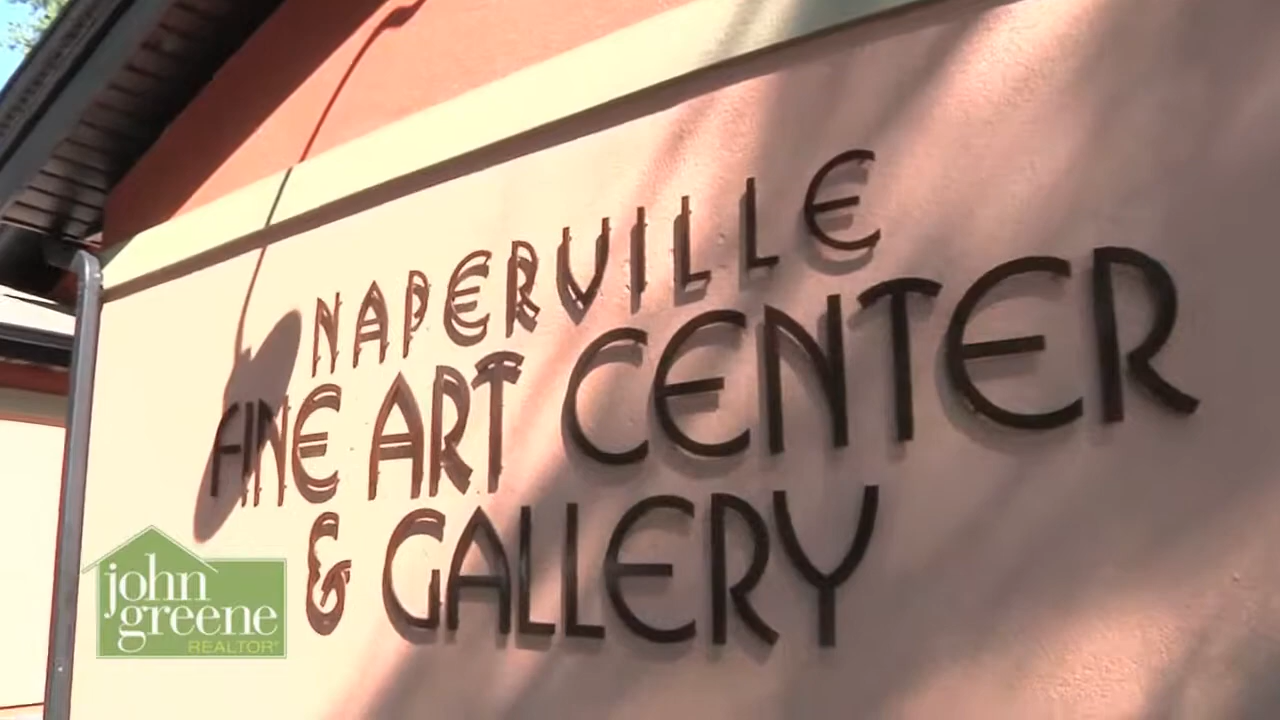 NAPERVILLE
FINE ART CENTER
& GALLERY
john
greene
REALTOR®